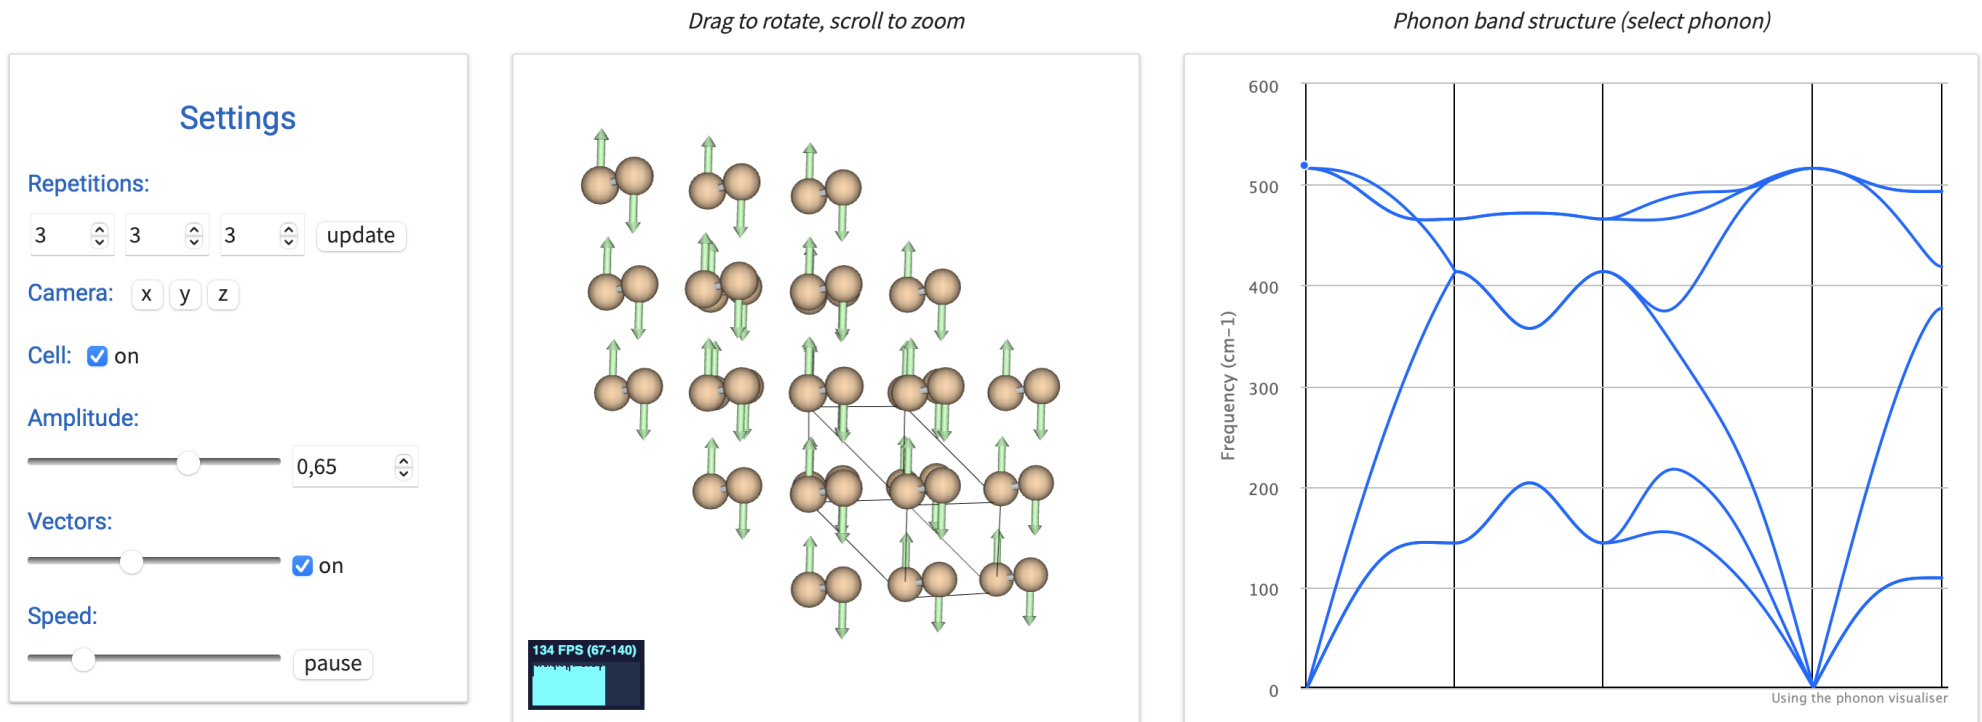 Drag to rotate, scroll to zoom
Phonon band structure (select phonon)
Settings
Repetitions:
3 3 3 update
Camera: x y z
Cell: on
Amplitude:
0,65
Vectors:
on
Speed:
pause
134 FPS (67-140)
600
500
400
300
200
100
0
Frequency (cm−1)
Using the phonon visualiser